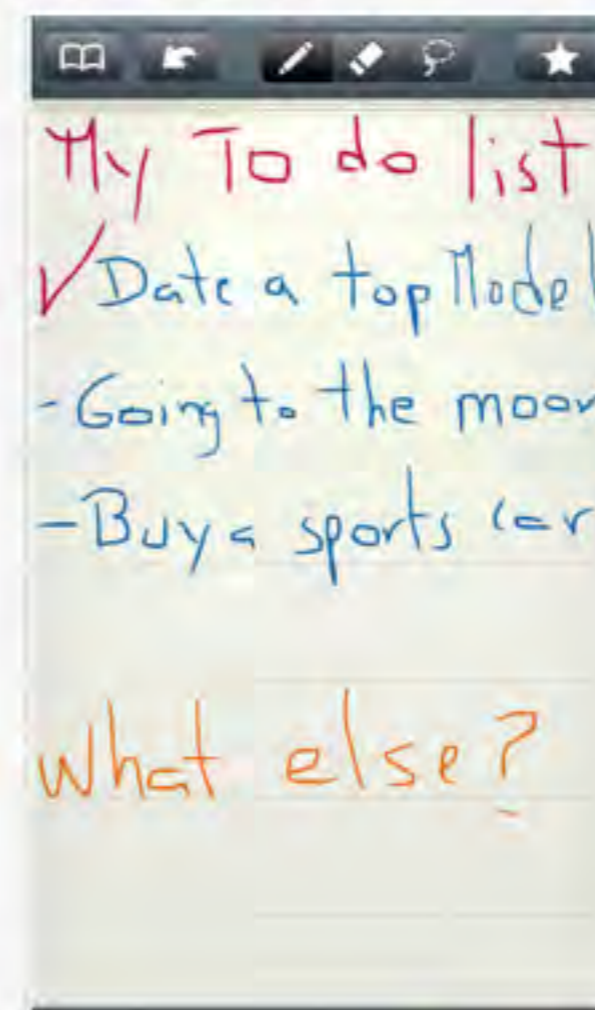 My To do list
✓ Date a top Model
- Going to the moon
- Buy a sports car
What else?